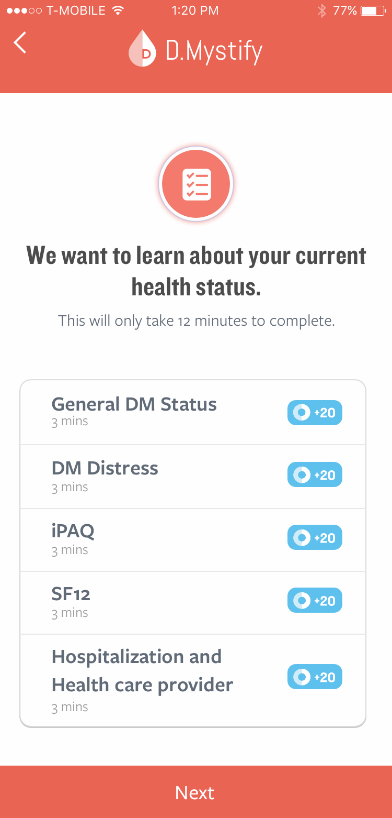 T-MOBILE 1:20 PM 77%
D D.Mystify
We want to learn about your current
health status.
This will only take 12 minutes to complete.
General DM Status
3 mins
+20
DM Distress
3 mins
+20
iPAQ
3 mins
+20
SF12
3 mins
+20
Hospitalization and
Health care provider
3 mins
+20
Next